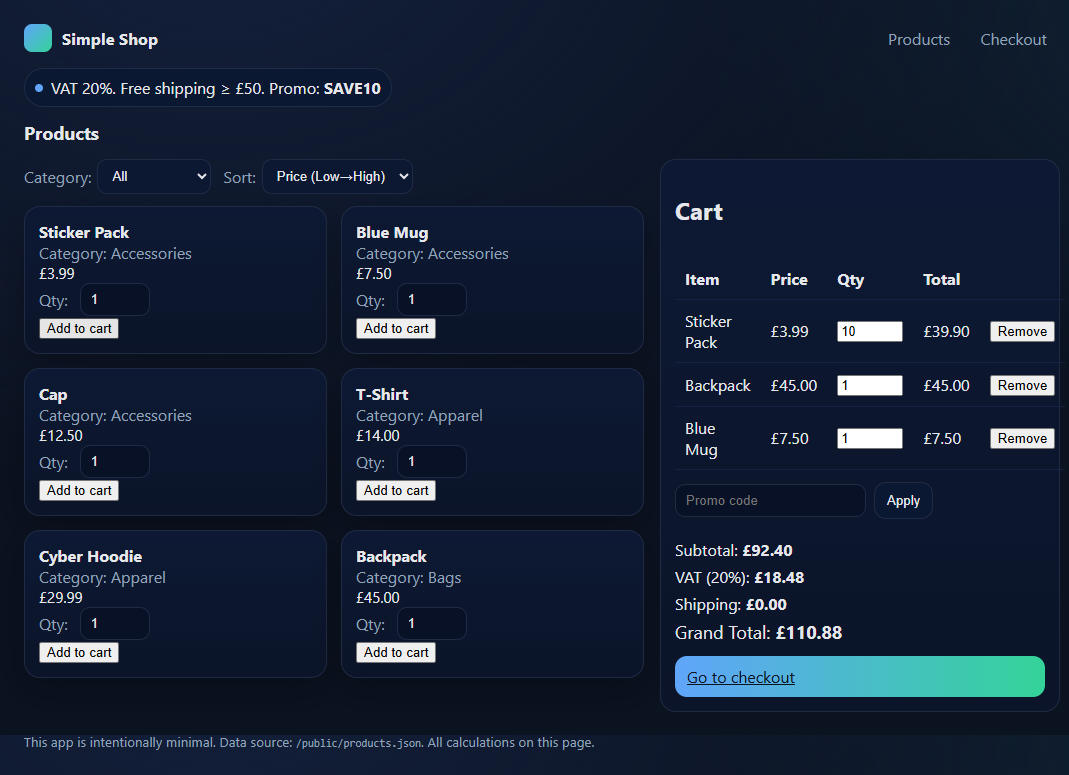 Simple Shop
Products
Checkout
VAT 20%. Free shipping ≥ £50. Promo: SAVE10
Products
Category: All Sort: Price (Low→High)
Sticker Pack
Category: Accessories
£3.99
Qty: 1
Add to cart
Blue Mug
Category: Accessories
£7.50
Qty: 1
Add to cart
Cap
Category: Accessories
£12.50
Qty: 1
Add to cart
T-Shirt
Category: Apparel
£14.00
Qty: 1
Add to cart
Cyber Hoodie
Category: Apparel
£29.99
Qty: 1
Add to cart
Backpack
Category: Bags
£45.00
Qty: 1
Add to cart
Cart
Item Price Qty Total
Sticker
Pack
£3.99 10 £39.90 Remove
Backpack £45.00 1 £45.00 Remove
Blue
Mug
£7.50 1 £7.50 Remove
Promo code Apply
Subtotal: £92.40
VAT (20%): £18.48
Shipping: £0.00
Grand Total: £110.88
Go to checkout
This app is intentionally minimal. Data source: /public/products.json. All calculations on this page.